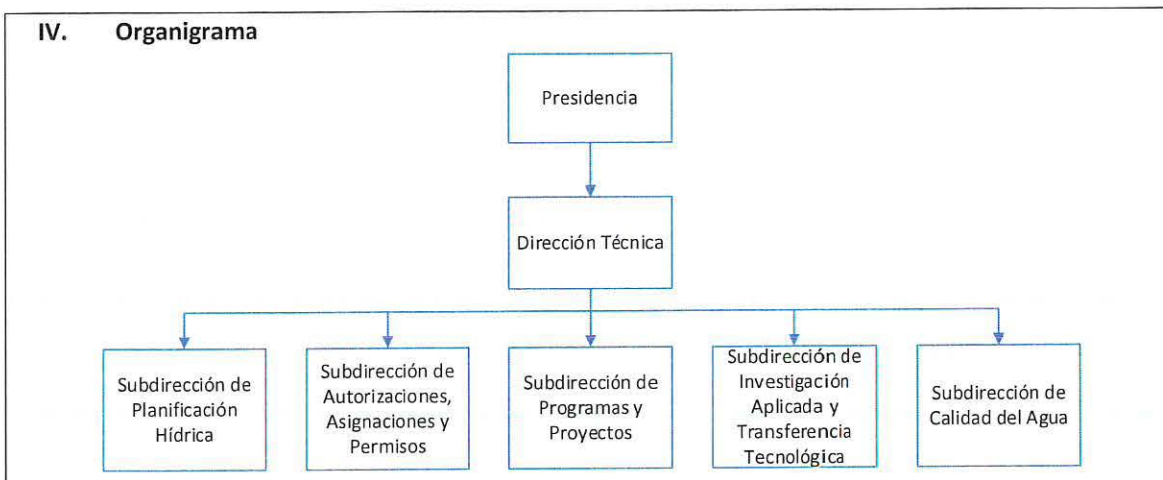 IV. Organigrama
Presidencia
Dirección Técnica
Subdirección de
Planificación
Hídrica
Subdirección de
Autorizaciones,
Asignaciones y
Permisos
Subdirección de
Programas y
Proyectos
Subdirección de
Investigación
Aplicada y
Transferencia
Tecnológica
Subdirección de
Calidad del Agua